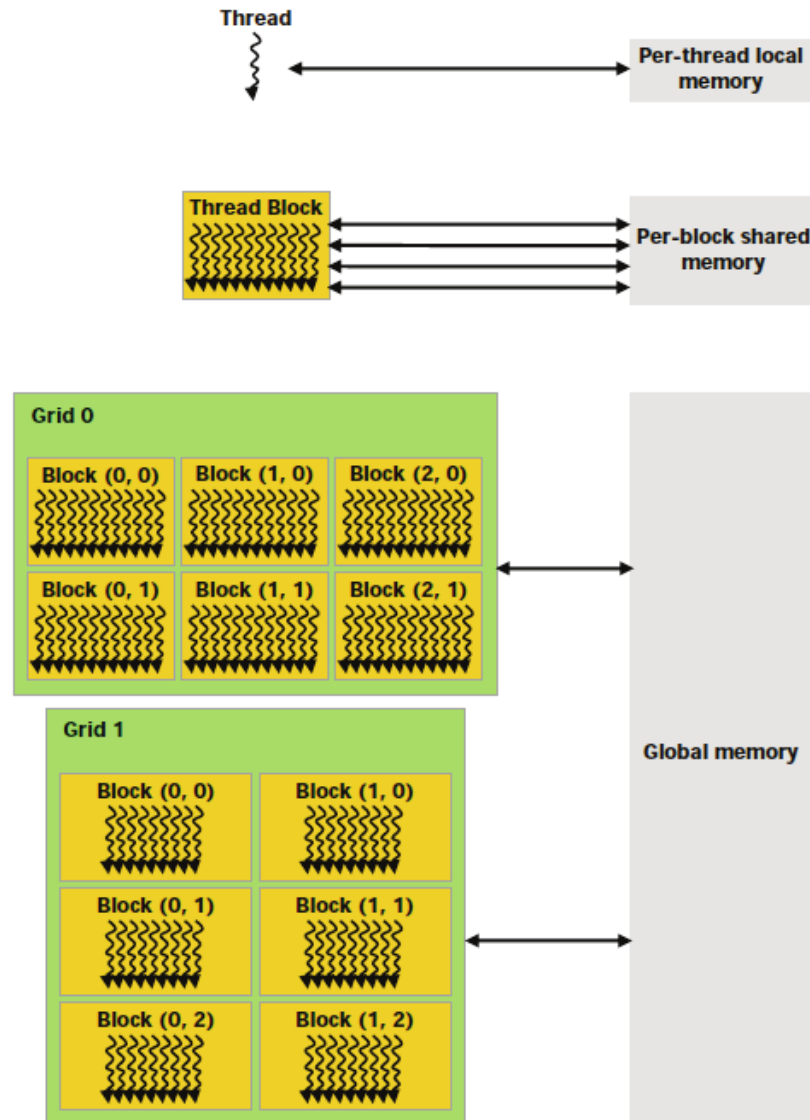 Thread
Per-thread local
memory
Thread Block
Per-block shared
memory
Grid 0
Block (0, 0)
Block (1, 0)
Block (2, 0)
Block (0, 1)
Block (1, 1)
Block (2, 1)
Grid 1
Global memory
Block (0, 0)
Block (1, 0)
Block (0, 1)
Block (1, 1)
Block (0, 2)
Block (1, 2)